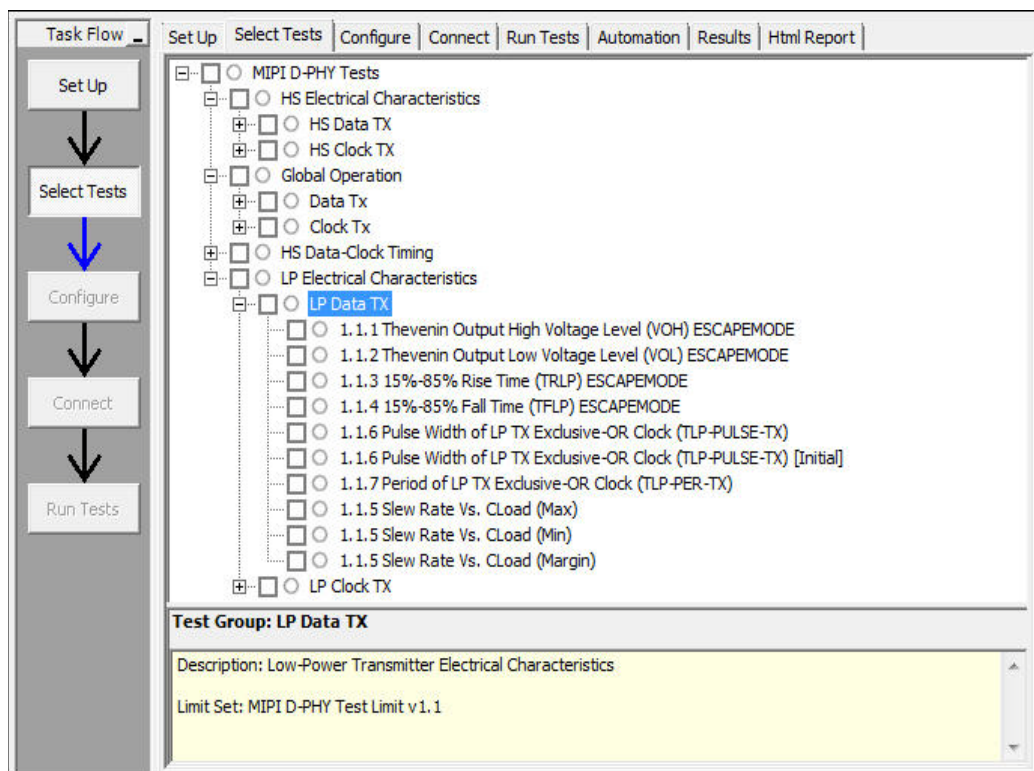 Task Flow
Set Up
Select Tests
Configure
Connect
Run Tests
Set Up Select Tests Configure Connect Run Tests Automation Results Html Report
MIPI D-PHY Tests
HS Electrical Characteristics
HS Data TX
HS Clock TX
Global Operation
Data Tx
Clock Tx
HS Data-Clock Timing
LP Electrical Characteristics
LP Data TX
1.1.1 Thevenin Output High Voltage Level (VOH) ESCAPEMODE
1.1.2 Thevenin Output Low Voltage Level (VOL) ESCAPEMODE
1.1.3 15%-85% Rise Time (TRLP) ESCAPEMODE
1.1.4 15%-85% Fall Time (TFLP) ESCAPEMODE
1.1.6 Pulse Width of LP TX Exclusive-OR Clock (TLP-PULSE-TX)
1.1.6 Pulse Width of LP TX Exclusive-OR Clock (TLP-PULSE-TX) [Initial]
1.1.7 Period of LP TX Exclusive-OR Clock (TLP-PER-TX)
1.1.5 Slew Rate Vs. CLoad (Max)
1.1.5 Slew Rate Vs. CLoad (Min)
1.1.5 Slew Rate Vs. CLoad (Margin)
LP Clock TX
Test Group: LP Data TX
Description: Low-Power Transmitter Electrical Characteristics
Limit Set: MIPI D-PHY Test Limit v1.1